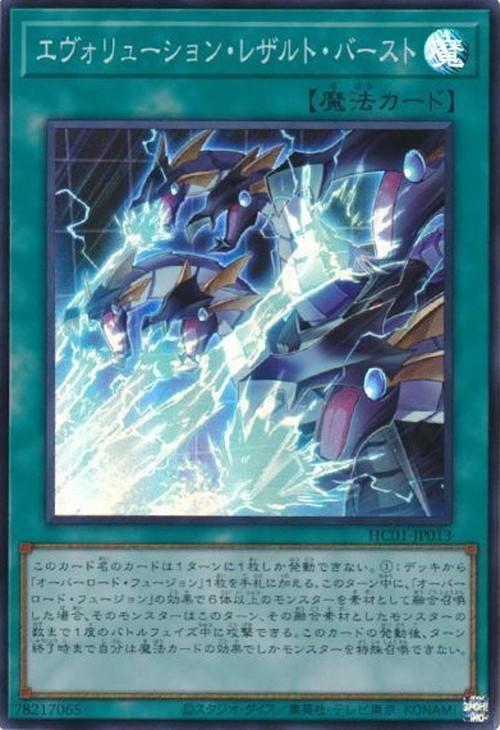 エヴォリューション・レザルト・バースト
魔
【魔法カード】
HC01-JP013
このカード名のカードは1ターンに1枚しか発動できない。①:デッキから
「オーバーロード・フュージョン」1枚を手札に加える。このターン中に、「オーバ
ーロード・フュージョン」の効果で6体以上のモンスターを素材として融合召喚
した場合、そのモンスターはこのターン、その融合素材としたモンスターの
数まで1度のバトルフェイズ中に攻撃できる。このカードの発動後、ターン
終了時まで自分は魔法カードの効果でしかモンスターを特殊召喚できない。
78217065
©スタジオ・ダイス/集英社・テレビ東京・KONAMI